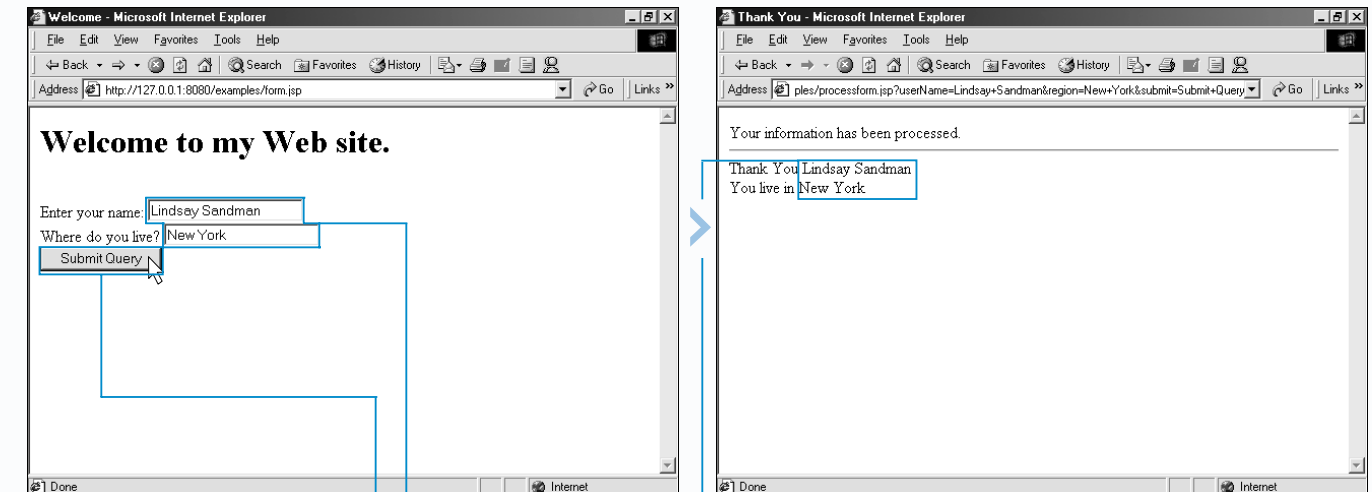 Welcome - Microsoft Internet Explorer
File Edit View Favorites Tools Help
Back Search Favorites History
Address http://127.0.0.1:8080/examples/form.jsp Go Links »
Welcome to my Web site.
Enter your name: Lindsay Sandman
Where do you live? New York
Submit Query
Done Internet
Thank You - Microsoft Internet Explorer
File Edit View Favorites Tools Help
Back Search Favorites History
Address ples/processform.jsp?userName=Lindsay+Sandman&region=New+York&submit=Submit+Query Go Links »
Your information has been processed.
Thank You Lindsay Sandman
You live in New York
Done Internet